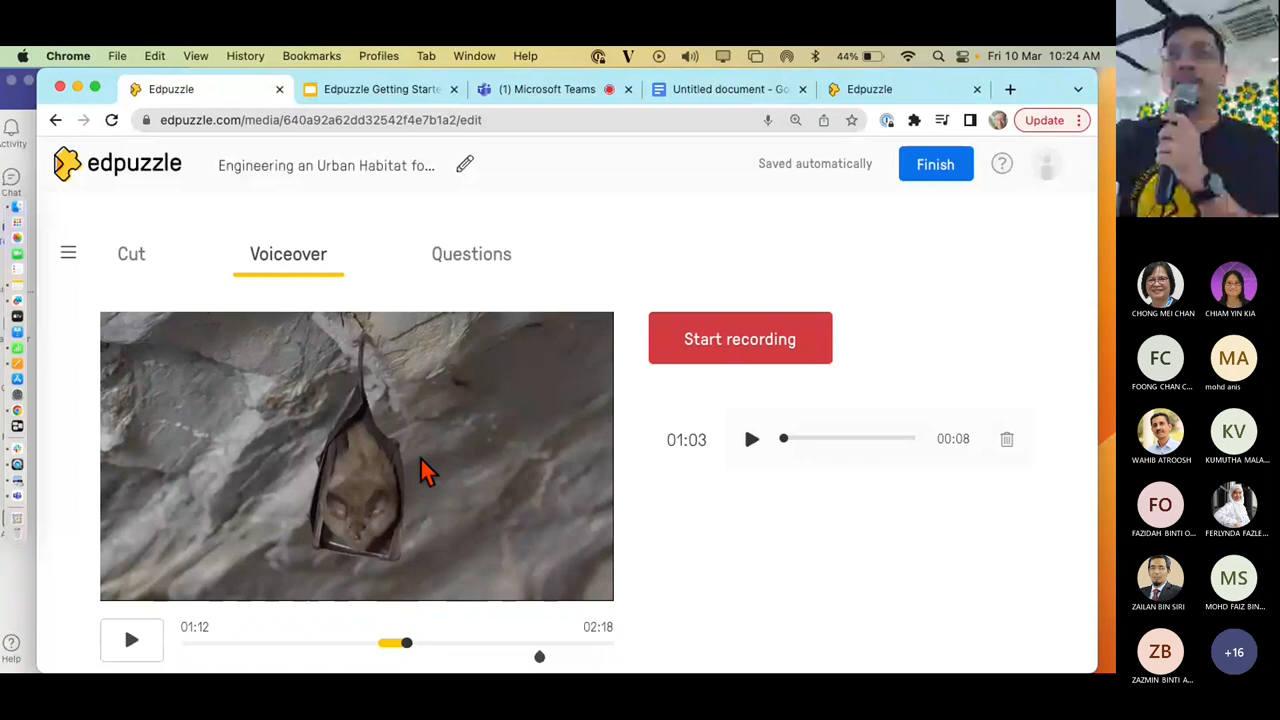 Chrome File Edit View History Bookmarks Profiles Tab Window Help V 44% Fri 10 Mar 10:24 AM
Edpuzzle Edpuzzle Getting Starte (1) Microsoft Teams Untitled document - Go Edpuzzle
edpuzzle.com/media/640a92a62dd32542f4e7b1a2/edit Update
Activity
edpuzzle Engineering an Urban Habitat fo... Saved automatically Finish ?
Chat
Cut Voiceover Questions
Start recording
01:03 00:08
01:12 02:18
Help
CHONG MEI CHAN CHIAM YIN KIA
FC MA
FOONG CHAN C... mohd anis
KV
WAHIB ATROOSH KUMUTHA MALA...
FO
FAZIDAH BINTI O... FERLYNDA FAZLE...
MS
ZAILAN BIN SIRI MOHD FAIZ BIN...
ZB +16
ZAZMIN BINTI A...